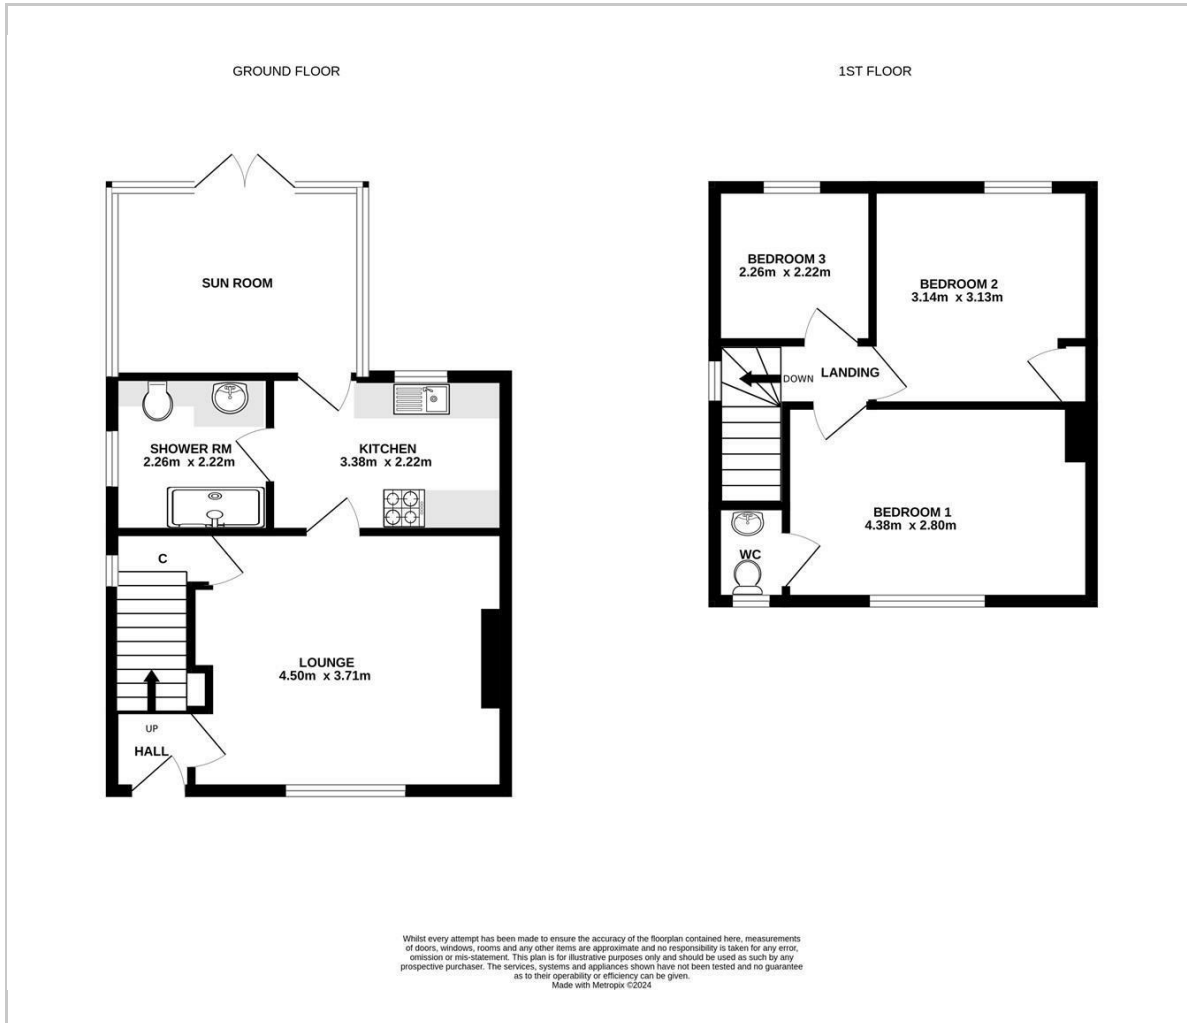 GROUND FLOOR
SUN ROOM
SHOWER RM
2.26m x 2.22m
KITCHEN
3.38m x 2.22m
C
LOUNGE
4.50m x 3.71m
UP
HALL
1ST FLOOR
BEDROOM 3
2.26m x 2.22m
BEDROOM 2
3.14m x 3.13m
DOWN
LANDING
BEDROOM 1
4.38m x 2.80m
WC
Whilst every attempt has been made to ensure the accuracy of the floorplan contained here, measurements
of doors, windows, rooms and any other items are approximate and no responsibility is taken for any error,
omission or mis-statement. This plan is for illustrative purposes only and should be used as such by any
prospective purchaser. The services, systems and appliances shown have not been tested and no guarantee
as to their operability or efficiency can be given.
Made with Metropix ©2024